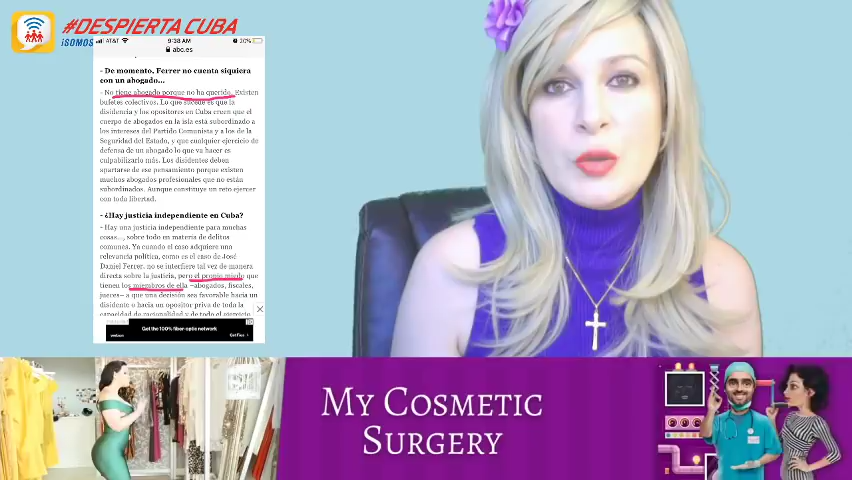 #DESPIERTA CUBA
¡SOMOS
AT&T
9:38 AM
30%
abc.es
- De momento, Ferrer no cuenta siquiera
con un abogado...
- No tiene abogado porque no ha querido. Existen
bufetes colectivos. Lo que sucede es que la
disidencia y los opositores en Cuba creen que el
cuerpo de abogados en la isla está subordinado a
los intereses del Partido Comunista y a los de la
Seguridad del Estado, y que cualquier ejercicio de
defensa de un abogado lo que va hacer es
culpabilizarlo más. Los disidentes deben
apartarse de ese pensamiento porque existen
muchos abogados profesionales que no están
subordinados. Aunque constituye un reto ejercer
con toda libertad.
- ¿Hay justicia independiente en Cuba?
- Hay una justicia independiente para muchas
cosas..., sobre todo en materia de delitos
comunes. Ya cuando el caso adquiere una
relevancia política, como es el caso de José
Daniel Ferrer, no se interfiere tal vez de manera
directa sobre la justicia, pero el propio miedo que
tienen los miembros de ella –abogados, fiscales,
jueces– a que una decisión sea favorable hacia un
disidente o hacia un opositor priva de toda la
capacidad de racionalidad y de todo el ejercicio
Get the 100% fiber-optic network
verizon
Get Fios >
My Cosmetic
Surgery